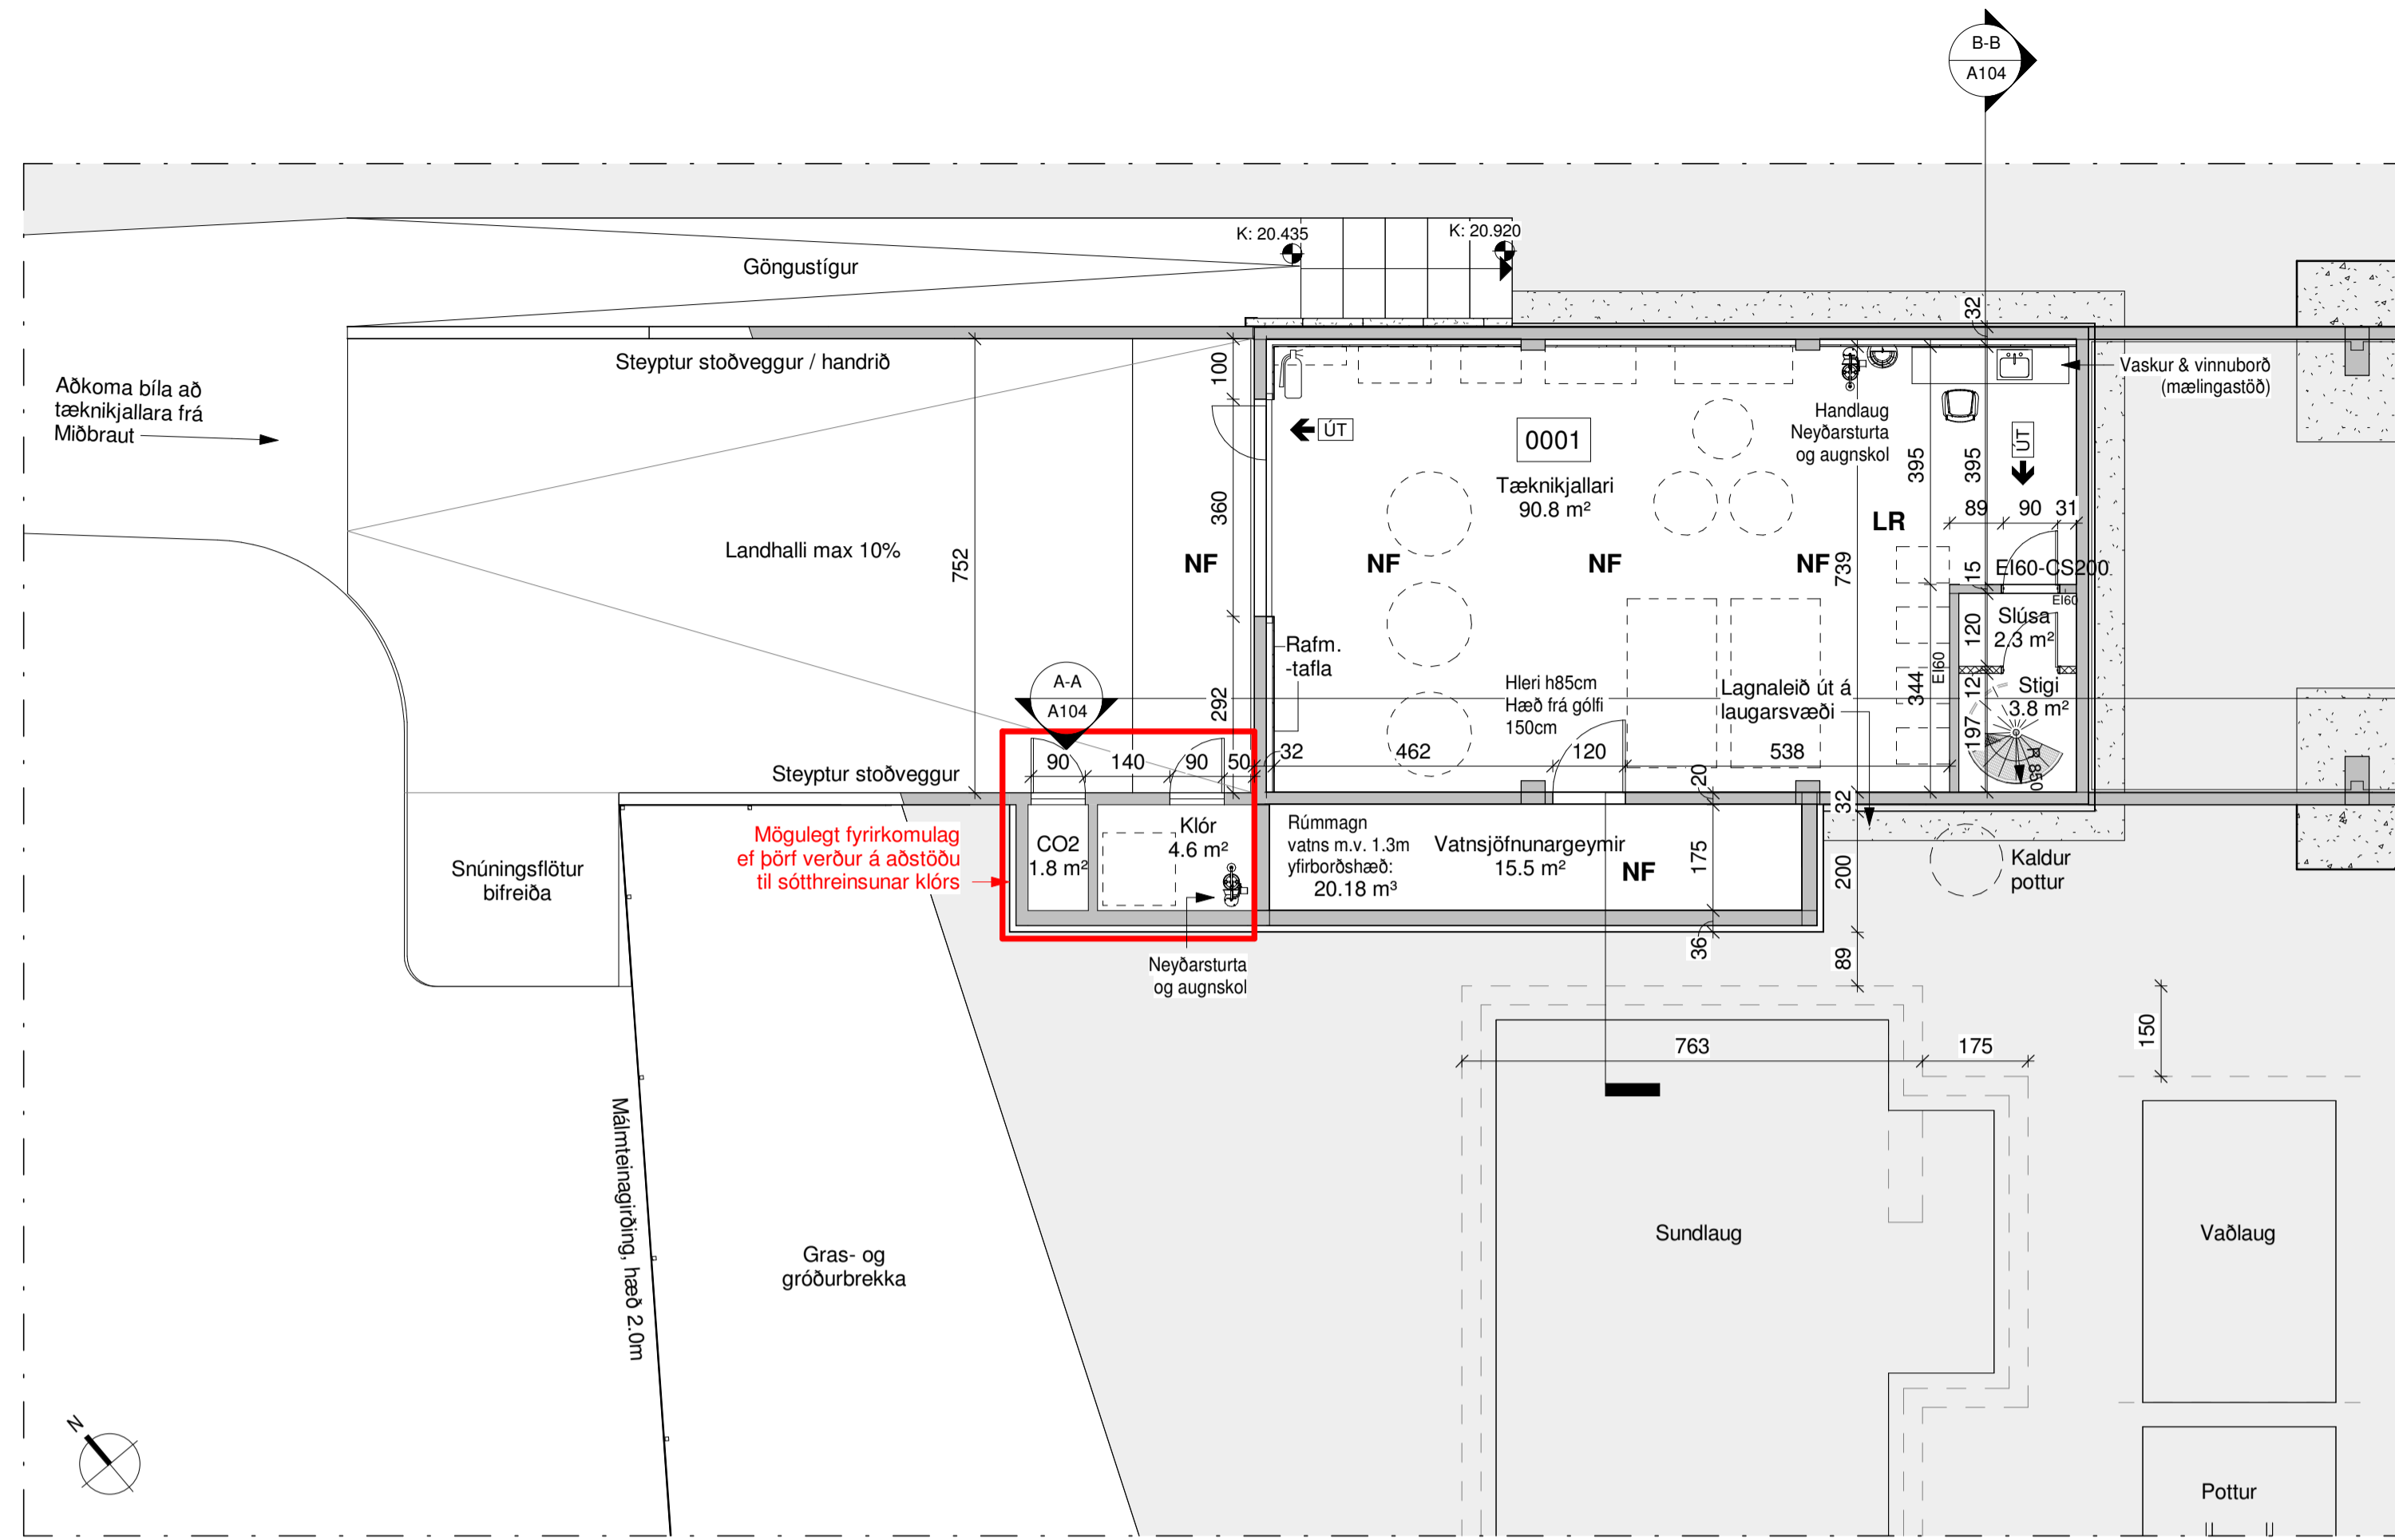 B-B
A104
K: 20.435
K: 20.920
Göngustígur
32
Steyptur stoðveggur / handrið
Aðkoma bíla að
tæknikjallara frá
Miðbraut
100
Vaskur & vinnuborð
(mælingastöð)
ÚT
0001
Handlaug
Neyðarsturta
og augnskol
ÚT
395
395
Tæknikjallari
90.8 m²
360
89
90
31
LR
Landhalli max 10%
752
NF
NF
NF
NF
739
15
EI60-CS200
EI60
Slúsa
2.3 m²
120
Rafm.
-tafla
EI60
A-A
A104
292
Hleri h85cm
Hæð frá gólfi
150cm
Lagnaleið út á
laugarsvæði
344
12
Stigi
3.8 m²
197
R 850
90
140
90
50
32
462
120
538
20
32
Steyptur stoðveggur
Mögulegt fyrirkomulag
ef þörf verður á aðstöðu
til sótthreinsunar klórs
CO2
1.8 m²
Klór
4.6 m²
Rúmmagn
vatns m.v. 1.3m
yfirborðshæð:
20.18 m³
Vatnsjöfnunargeymir
15.5 m²
NF
175
200
Kaldur
pottur
Snúningsflötur
bifreiða
36
89
Neyðarsturta
og augnskol
763
175
150
Málmteinagirðing, hæð 2.0m
Gras- og
gróðurbrekka
Sundlaug
Vaðlaug
N
Pottur